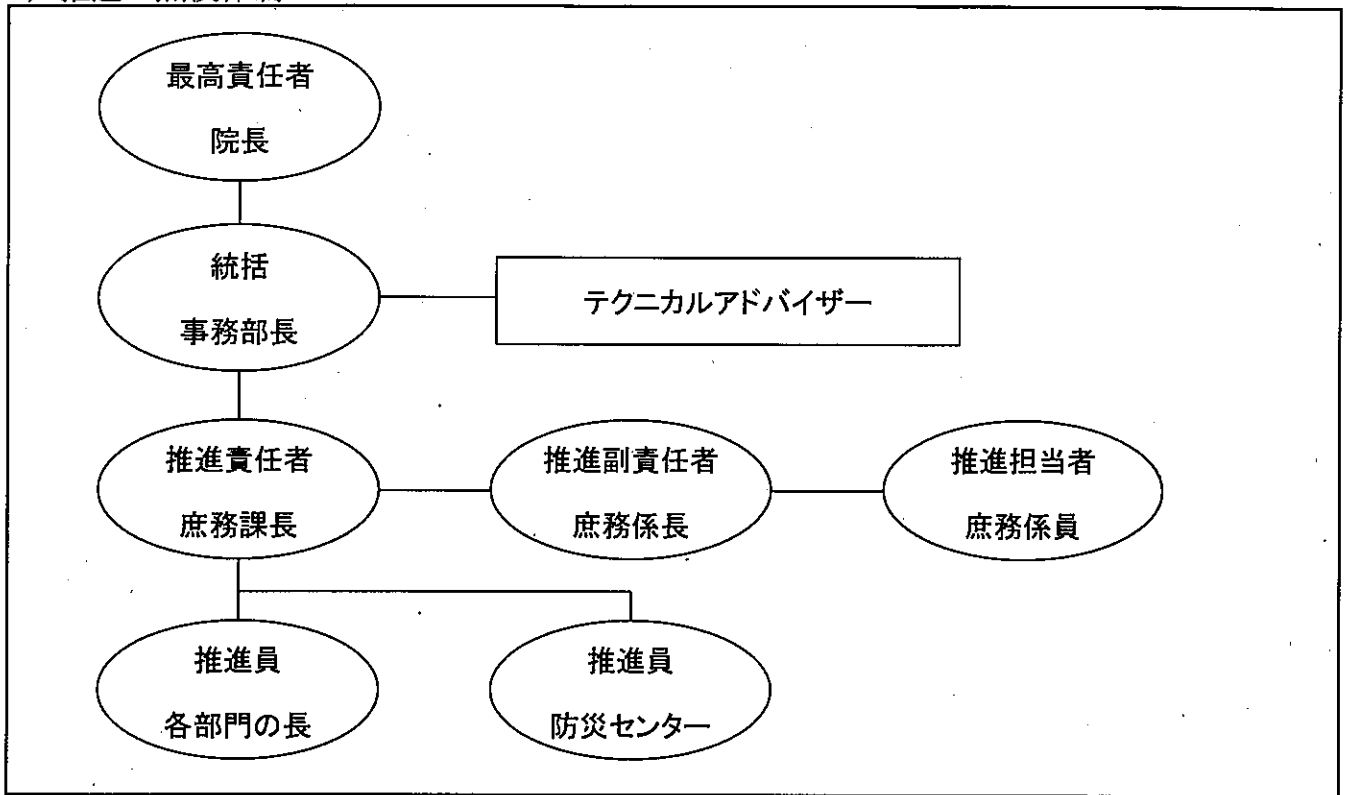 最高責任者
院長
統括
事務部長
テクニカルアドバイザー
推進責任者
庶務課長
推進副責任者
庶務係長
推進担当者
庶務係員
推進員
各部門の長
推進員
防災センター